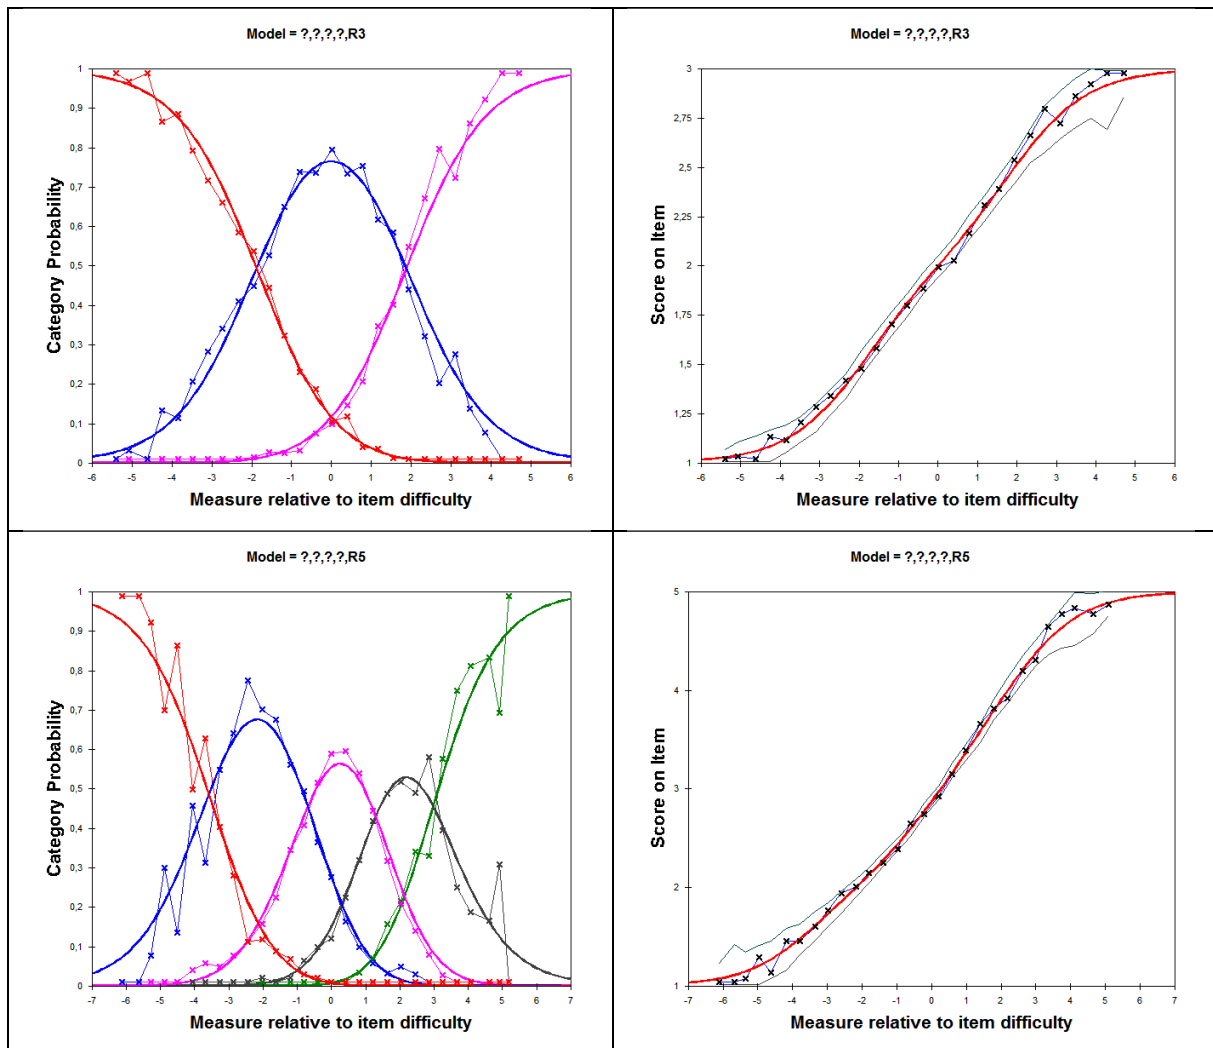 Model = ?,?,?,?,R3
Category Probability
1
0,9
0,8
0,7
0,6
0,5
0,4
0,3
0,2
0,1
0
-6 -5 -4 -3 -2 -1 0 1 2 3 4 5 6
Measure relative to item difficulty
Model = ?,?,?,?,R3
Score on Item
3
2,75
2,5
2,25
2
1,75
1,5
1,25
1
-6 -5 -4 -3 -2 -1 0 1 2 3 4 5 6
Measure relative to item difficulty
Model = ?,?,?,?,R5
Category Probability
1
0,9
0,8
0,7
0,6
0,5
0,4
0,3
0,2
0,1
0
-7 -6 -5 -4 -3 -2 -1 0 1 2 3 4 5 6 7
Measure relative to item difficulty
Model = ?,?,?,?,R5
Score on Item
5
4
3
2
1
-7 -6 -5 -4 -3 -2 -1 0 1 2 3 4 5 6 7
Measure relative to item difficulty